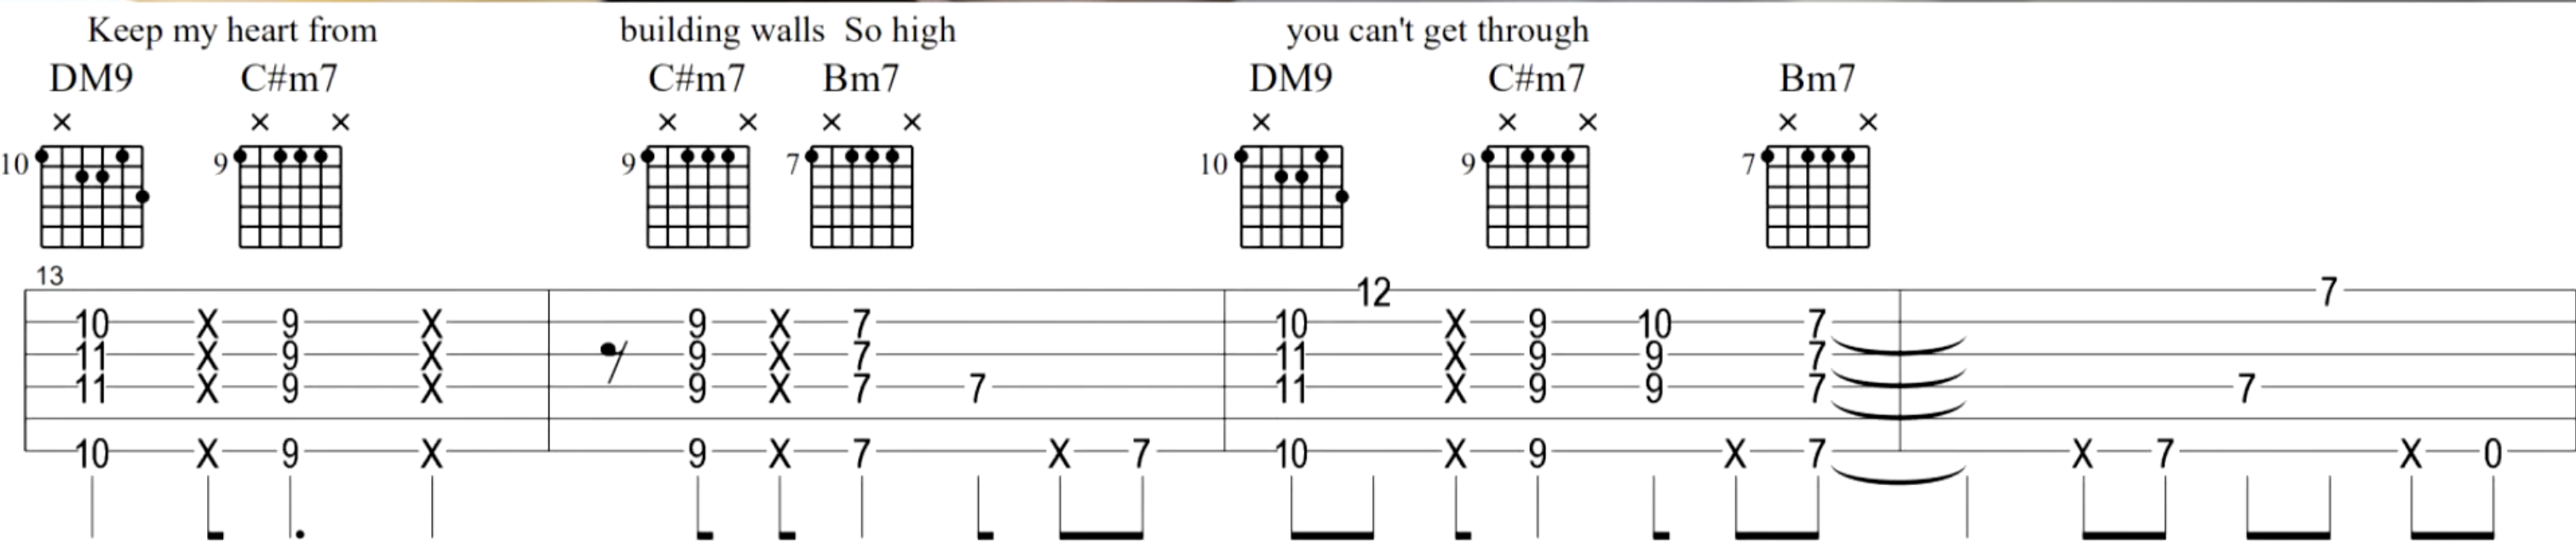 Keep my heart from building walls So high you can't get through
DM9 C#m7 C#m7 Bm7 DM9 C#m7 Bm7
× × × × × × × × × × × ×
10 9 9 7 10 9 7
13
12 7
10 X 9 X 9 X 7 10 X 9 10 7
11 X 9 X 9 X 7 11 X 9 9 7
11 X 9 X 9 X 7 7 11 X 9 9 7 7
10 X 9 X 9 X 7 X 7 10 X 9 X 7 X 7 X 0